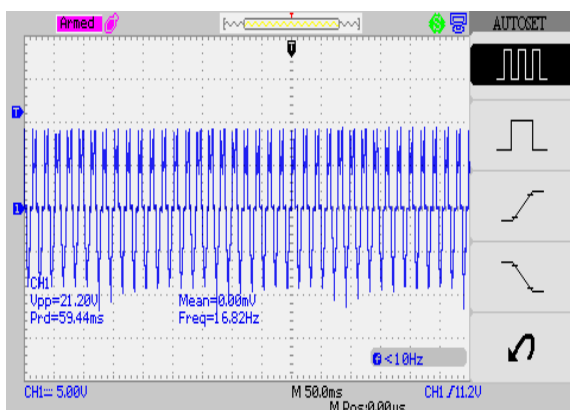 Armed AUTOSET
T
T
1
CH1
Vpp=21.20V Mean=0.00mV
Prd=59.44ms Freq=16.82Hz
<10Hz
CH1 5.00V M 50.0ms CH1 11.2V
M Pos:0.00us